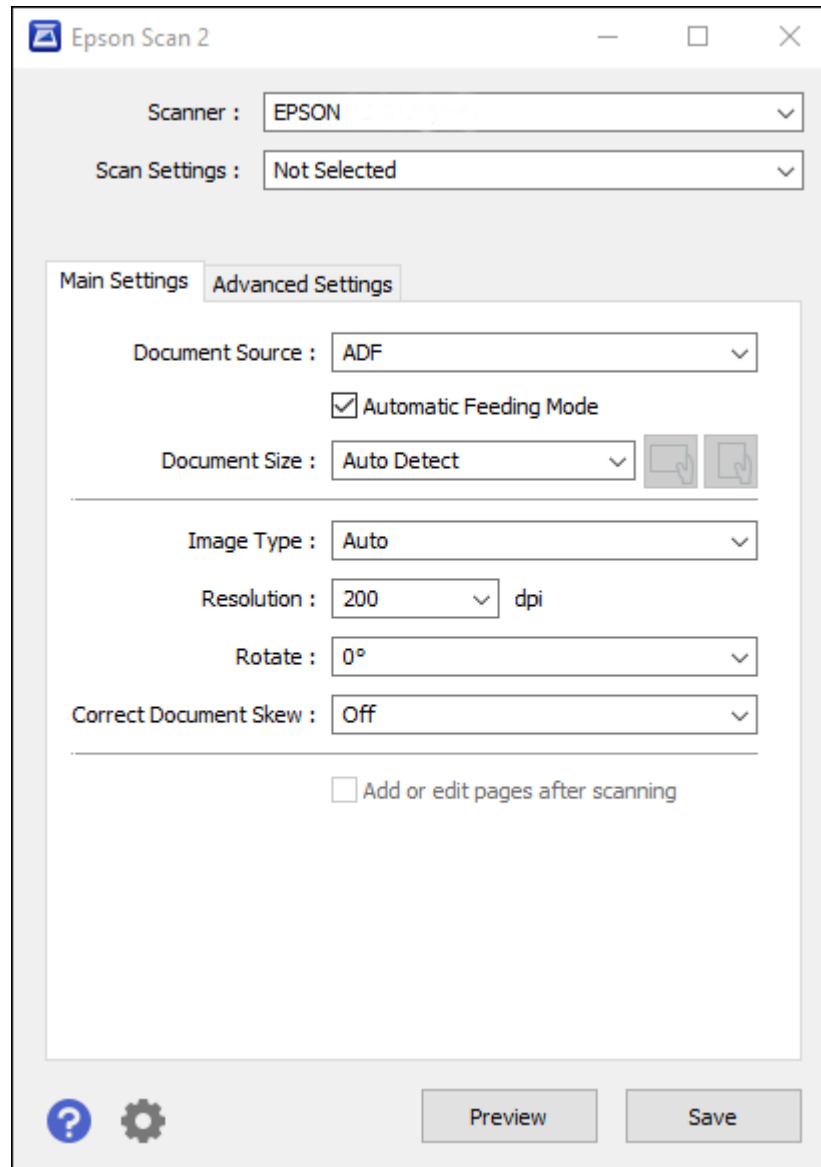 Epson Scan 2
Scanner : EPSON
Scan Settings : Not Selected
Main Settings Advanced Settings
Document Source : ADF
Automatic Feeding Mode
Document Size : Auto Detect
Image Type : Auto
Resolution : 200 dpi
Rotate : 0°
Correct Document Skew : Off
Add or edit pages after scanning
? Preview Save